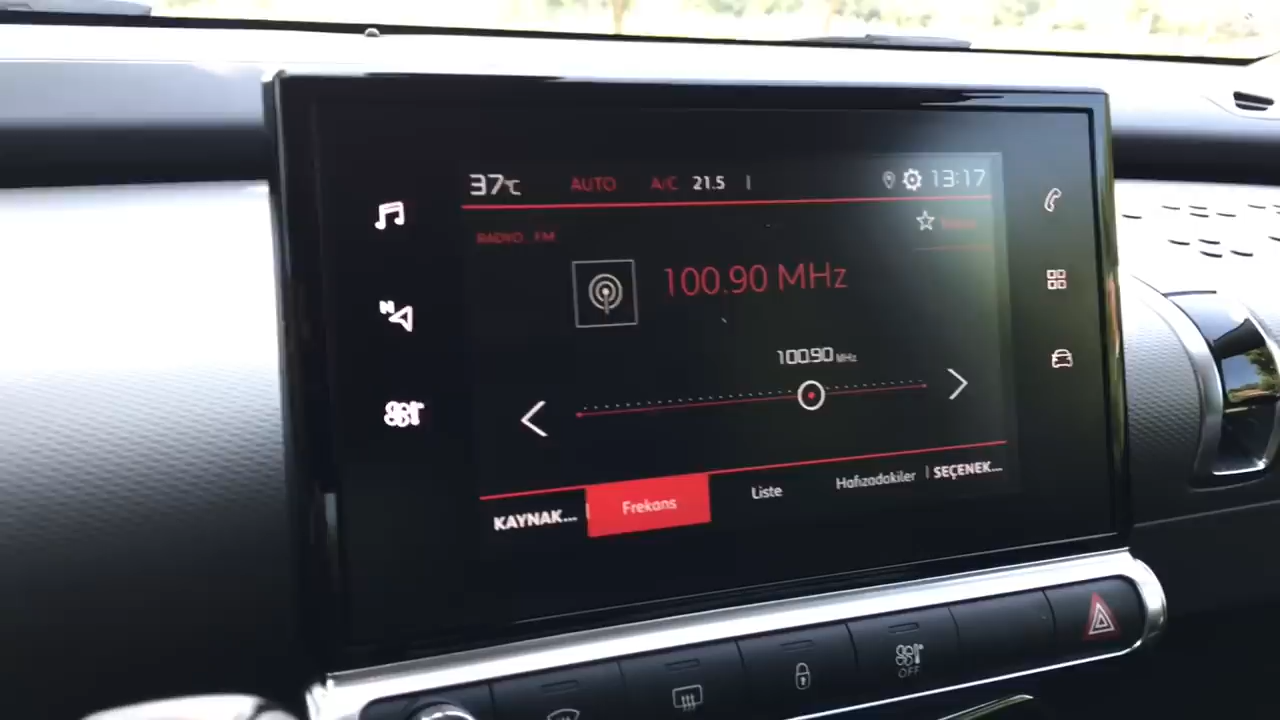 37°C AUTO A/C 21.5 13:17
RADYO FM
100.90 MHz
100.90 MHz
KAYNAK... Frekans Liste Hafızadakiler SEÇENEK...
N
OFF